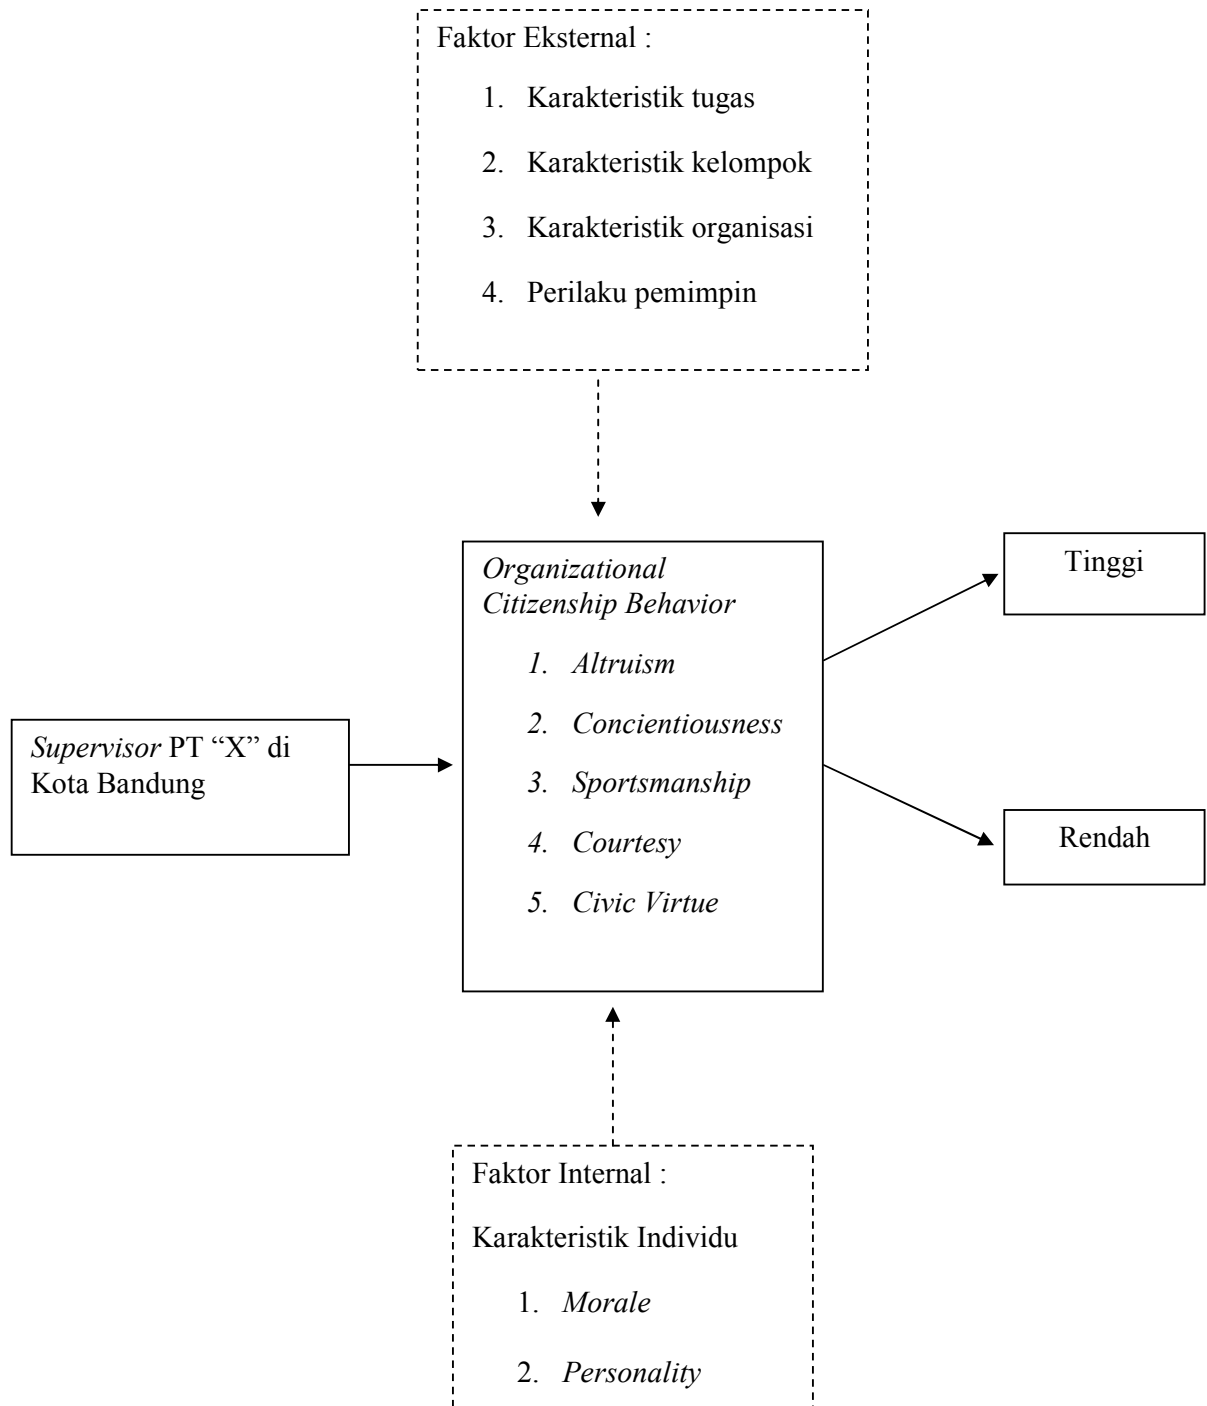 Faktor Eksternal :
1. Karakteristik tugas
2. Karakteristik kelompok
3. Karakteristik organisasi
4. Perilaku pemimpin
Supervisor PT “X” di
Kota Bandung
Organizational
Citizenship Behavior
1. Altruism
2. Concientiousness
3. Sportsmanship
4. Courtesy
5. Civic Virtue
Tinggi
Rendah
Faktor Internal :
Karakteristik Individu
1. Morale
2. Personality